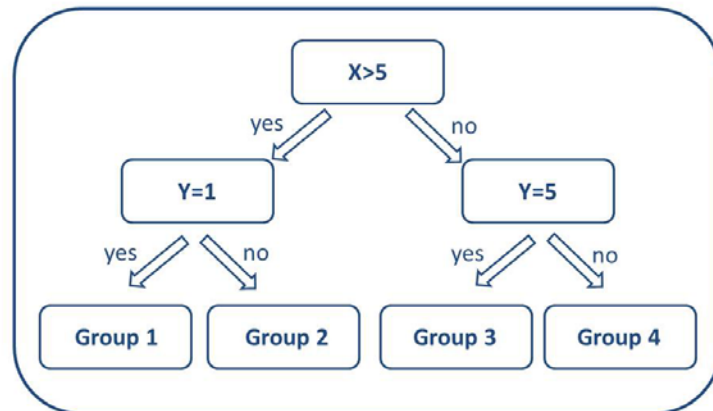 X>5
yes
no
Y=1
Y=5
yes
no
yes
no
Group 1
Group 2
Group 3
Group 4